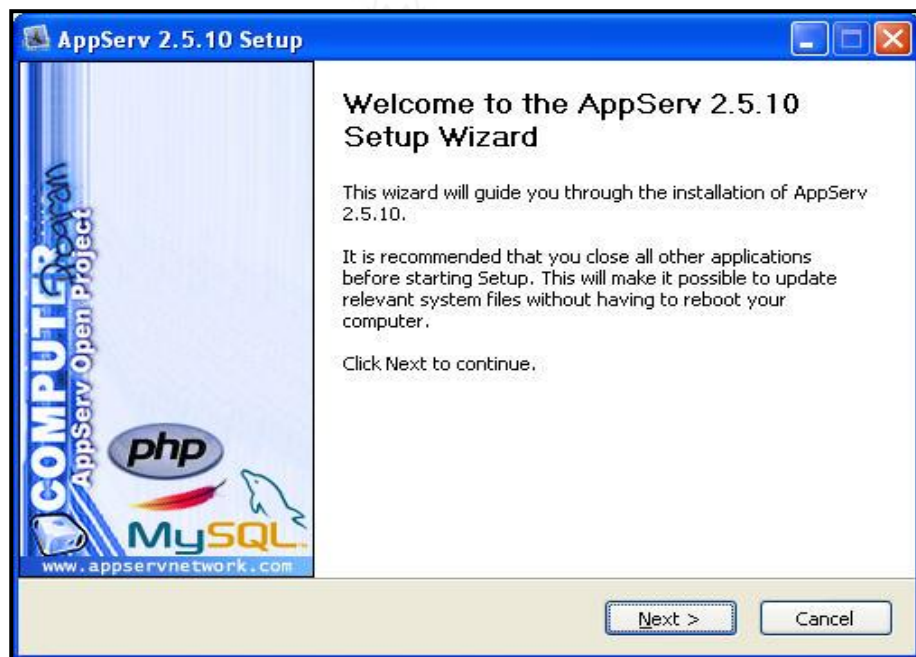 AppServ 2.5.10 Setup
Welcome to the AppServ 2.5.10
Setup Wizard
This wizard will guide you through the installation of AppServ
2.5.10.
It is recommended that you close all other applications
before starting Setup. This will make it possible to update
relevant system files without having to reboot your
computer.
Click Next to continue.
COMPUTER
Program
AppServ Open Project
php
MySQL
www.appservnetwork.com
Next >
Cancel